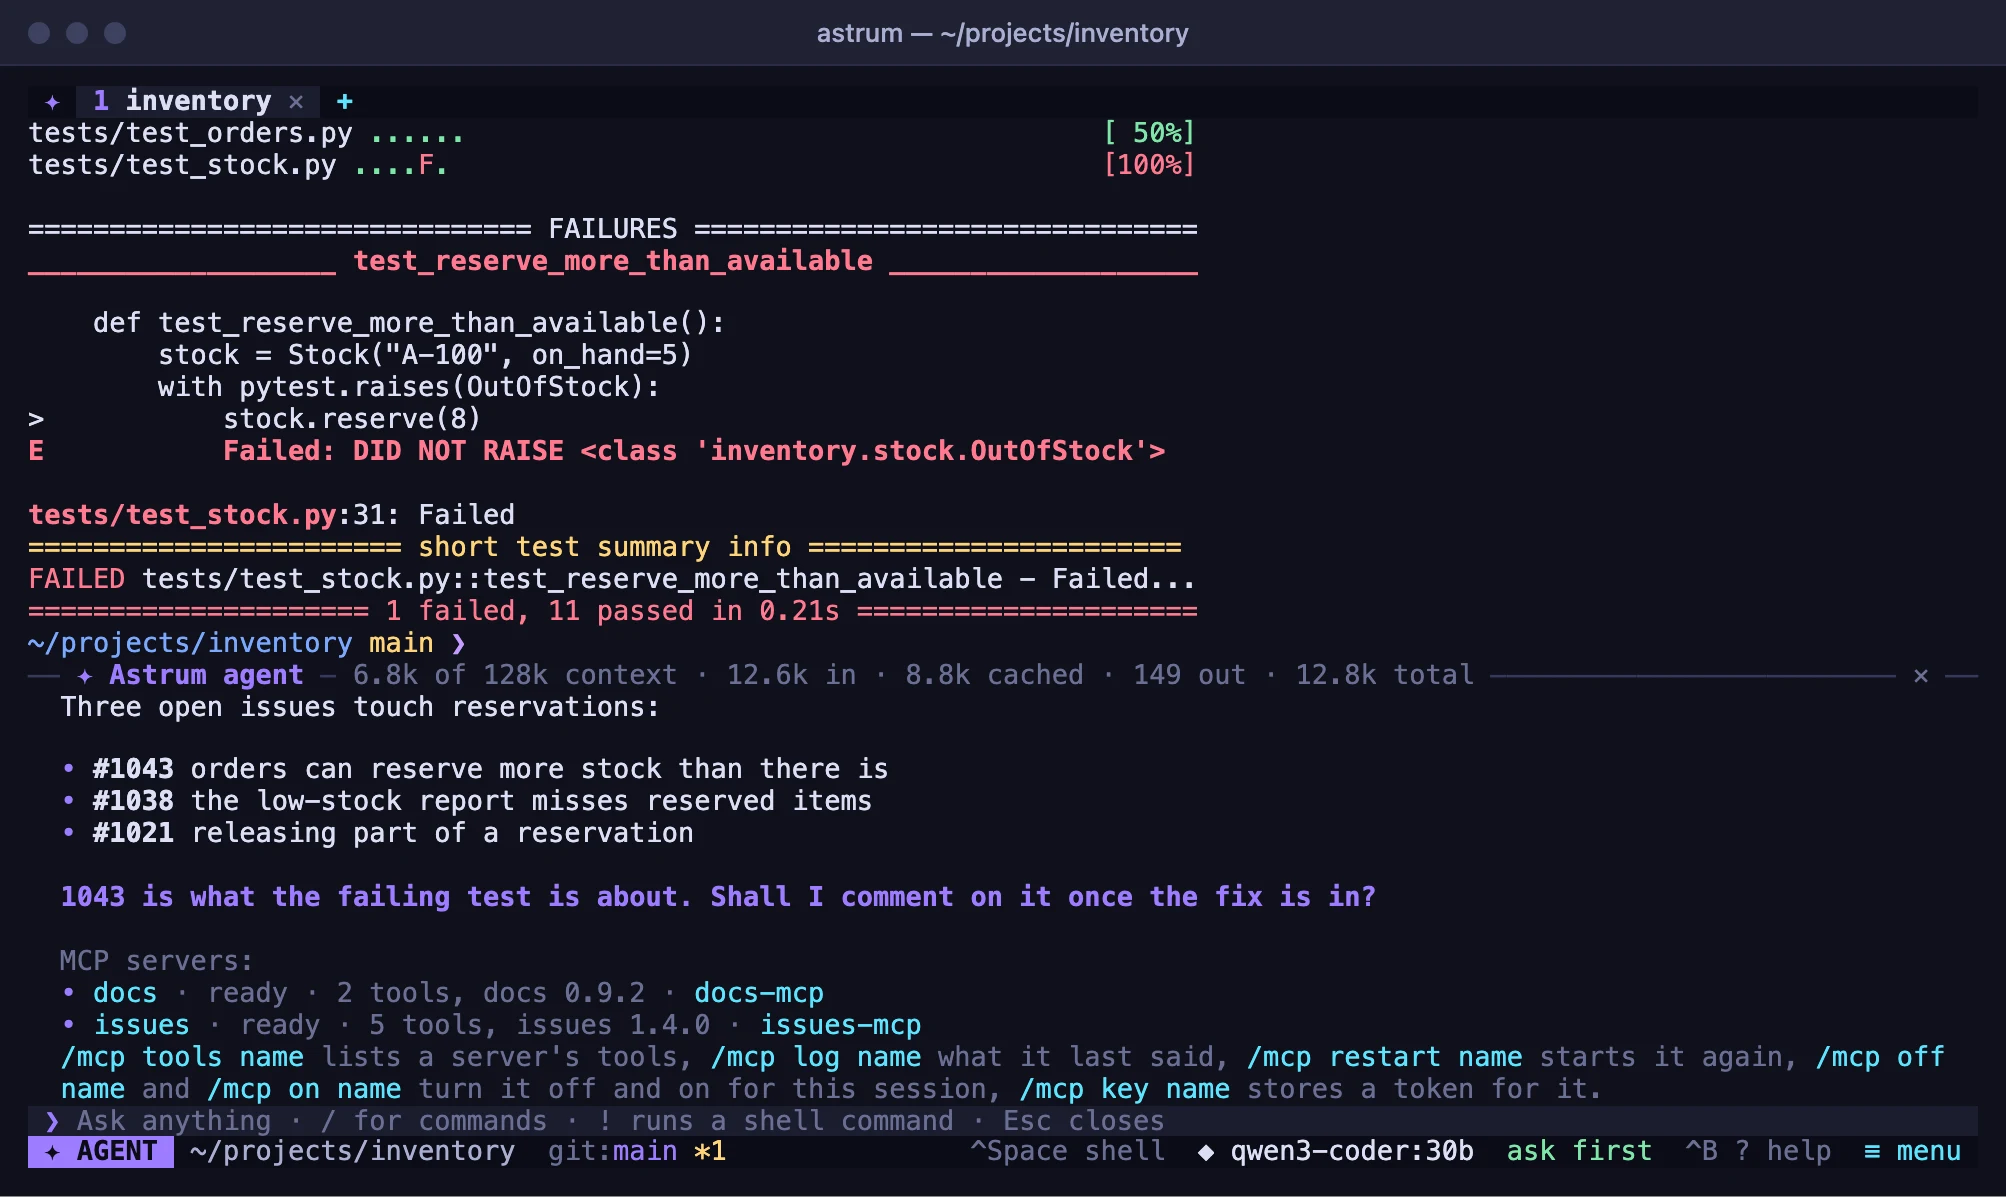 astrum — ~/projects/inventory
✦ 1 inventory × +
tests/test_orders.py ...... [ 50%]
tests/test_stock.py ....F. [100%]
=============================== FAILURES ===============================
___________________ test_reserve_more_than_available ___________________
def test_reserve_more_than_available():
stock = Stock("A-100", on_hand=5)
with pytest.raises(OutOfStock):
> stock.reserve(8)
E Failed: DID NOT RAISE <class 'inventory.stock.OutOfStock'>
tests/test_stock.py:31: Failed
======================= short test summary info =======================
FAILED tests/test_stock.py::test_reserve_more_than_available - Failed...
===================== 1 failed, 11 passed in 0.21s =====================
~/projects/inventory main ❯
── ✦ Astrum agent — 6.8k of 128k context · 12.6k in · 8.8k cached · 149 out · 12.8k total × ──
Three open issues touch reservations:
• #1043 orders can reserve more stock than there is
• #1038 the low-stock report misses reserved items
• #1021 releasing part of a reservation
1043 is what the failing test is about. Shall I comment on it once the fix is in?
MCP servers:
• docs · ready · 2 tools, docs 0.9.2 · docs-mcp
• issues · ready · 5 tools, issues 1.4.0 · issues-mcp
/mcp tools name lists a server's tools, /mcp log name what it last said, /mcp restart name starts it again, /mcp off
name and /mcp on name turn it off and on for this session, /mcp key name stores a token for it.
❯ Ask anything · / for commands · ! runs a shell command · Esc closes
✦ AGENT ~/projects/inventory git:main *1 ^Space shell ◆ qwen3-coder:30b ask first ^B ? help ≡ menu